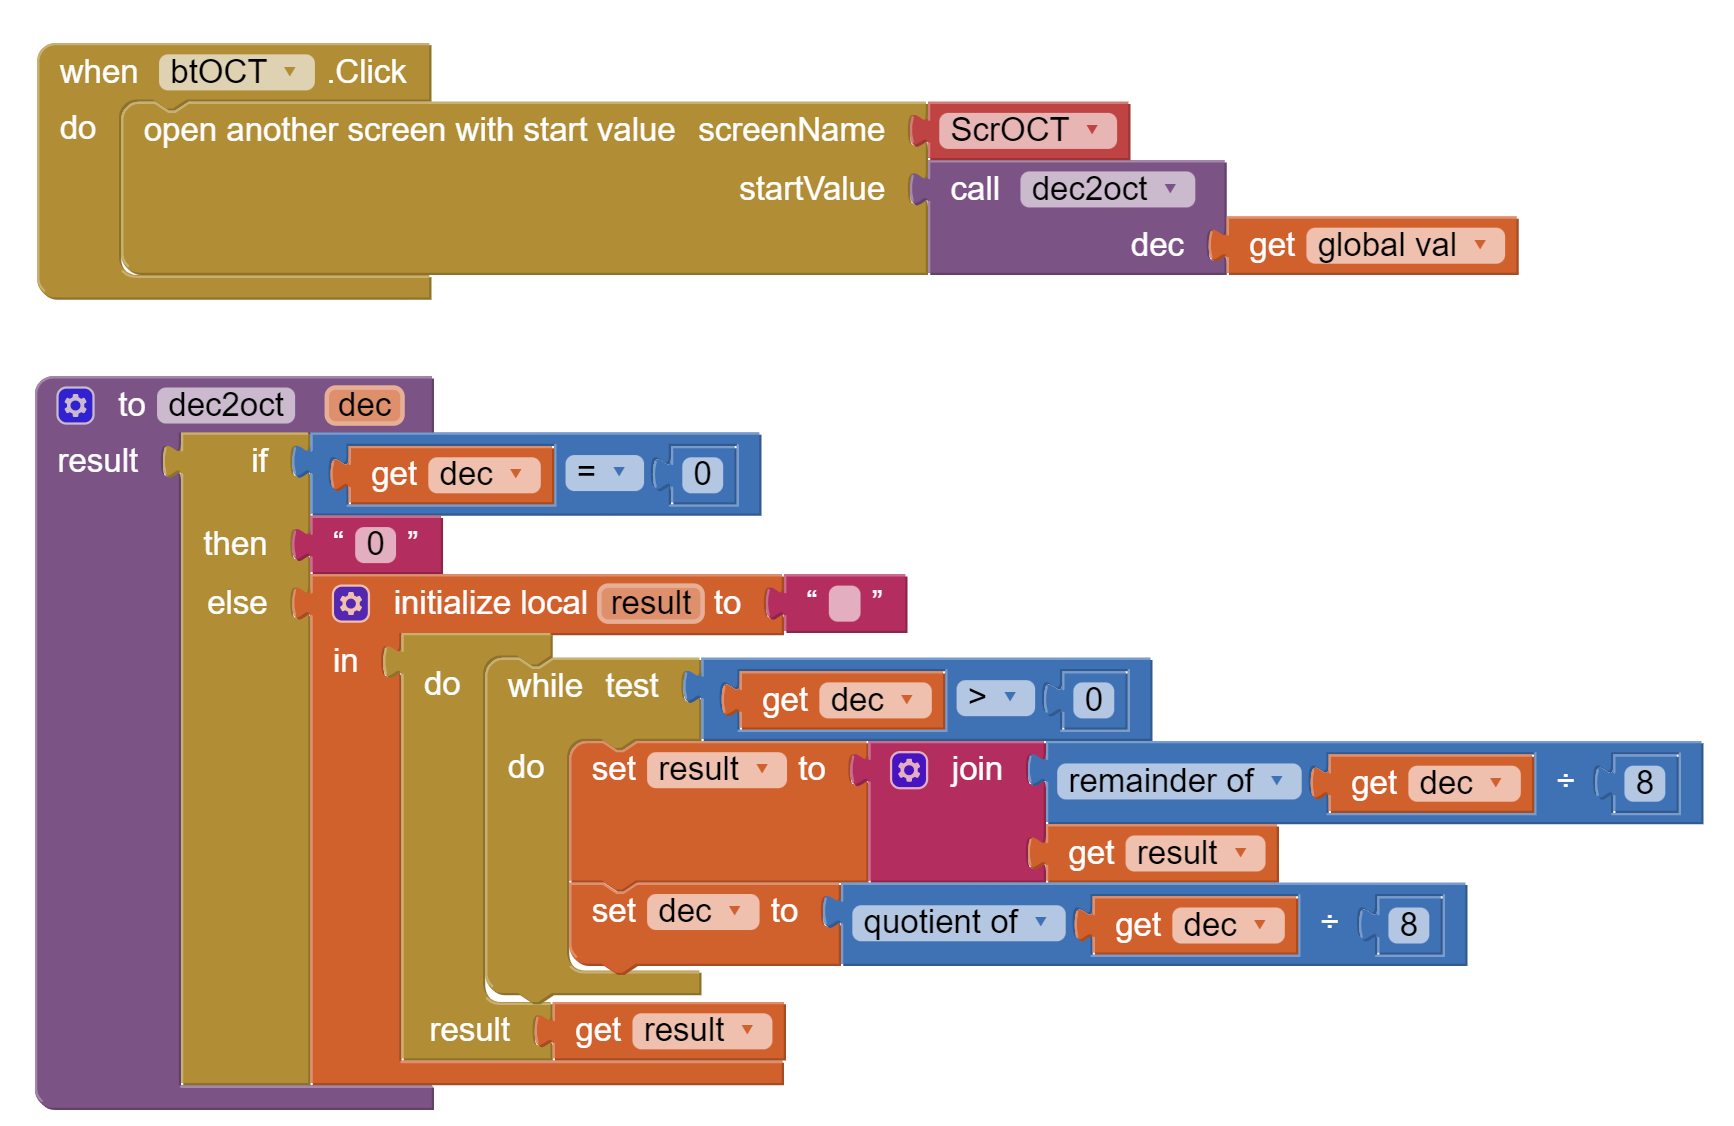 when btOCT .Click
do open another screen with start value screenName ScrOCT
startValue call dec2oct
dec get global val
to dec2oct dec
result if get dec = 0
then “ 0 ”
else initialize local result to “ ”
in do while test get dec > 0
do set result to join remainder of get dec ÷ 8
get result
set dec to quotient of get dec ÷ 8
result get result